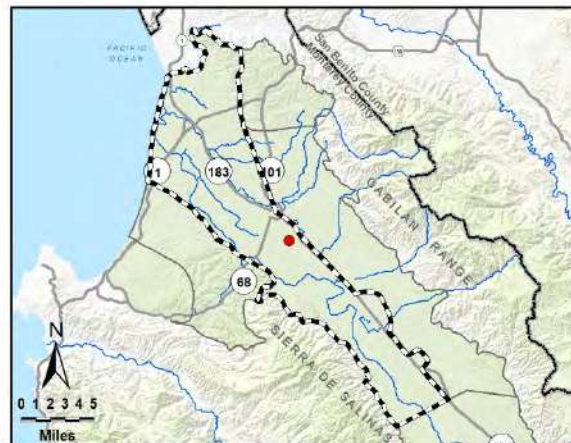 1
PACIFIC
OCEAN
San Benito County
Monterey County
1
183
101
GABILAN RANGE
68
SIERRA DE SALINAS
N
0 1 2 3 4 5
Miles